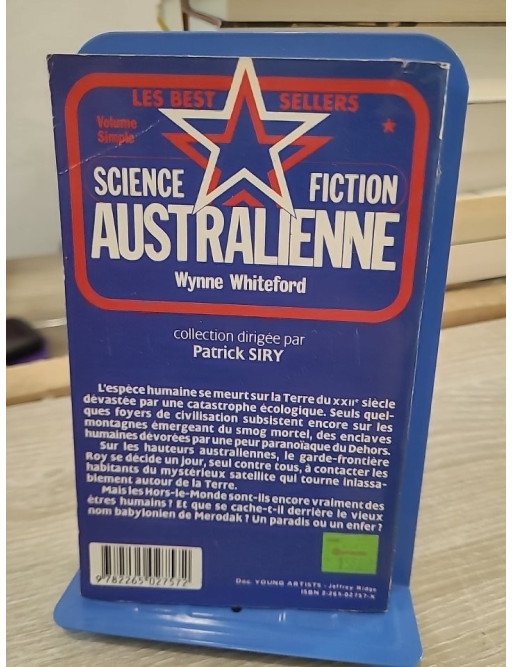 LES BEST SELLERS
Volume
Simple
SCIENCE FICTION
AUSTRALIENNE
Wynne Whiteford
collection dirigée par
Patrick SIRY
L'espèce humaine se meurt sur la Terre du XXIIe siècle
dévastée par une catastrophe écologique. Seuls quel-
ques foyers de civilisation subsistent encore sur les
montagnes émergeant du smog mortel, des enclaves
humaines dévorées par une peur paranoïaque du Dehors.
Sur les hauteurs australiennes, le garde-frontière
Roy se décide un jour, seul contre tous, à contacter les
habitants du mystérieux satellite qui tourne inlassa-
blement autour de la Terre.
Mais les Hors-le-Monde sont-ils encore vraiment des
êtres humains ? Et que se cache-t-il derrière le vieux
nom babylonien de Merodak ? Un paradis ou un enfer ?
9 782265 027572
Doc. YOUNG ARTISTS - Jeffrey Ridge
ISBN 2-265-02757-X